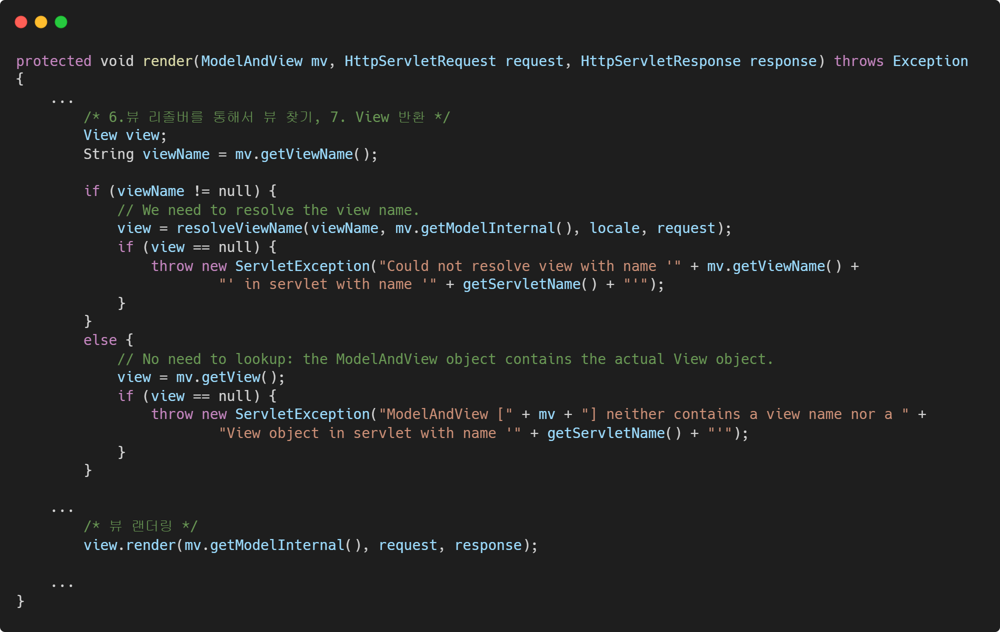 protected void render(ModelAndView mv, HttpServletRequest request, HttpServletResponse response) throws Exception
{
    ...
        /* 6.뷰 리졸버를 통해서 뷰 찾기, 7. View 반환 */
        View view;
        String viewName = mv.getViewName();

        if (viewName != null) {
            // We need to resolve the view name.
            view = resolveViewName(viewName, mv.getModelInternal(), locale, request);
            if (view == null) {
                throw new ServletException("Could not resolve view with name '" + mv.getViewName() +
                        "' in servlet with name '" + getServletName() + "'");
            }
        }
        else {
            // No need to lookup: the ModelAndView object contains the actual View object.
            view = mv.getView();
            if (view == null) {
                throw new ServletException("ModelAndView [" + mv + "] neither contains a view name nor a " +
                        "View object in servlet with name '" + getServletName() + "'");
            }
        }

    ...
        /* 뷰 랜더링 */
        view.render(mv.getModelInternal(), request, response);

    ...
}